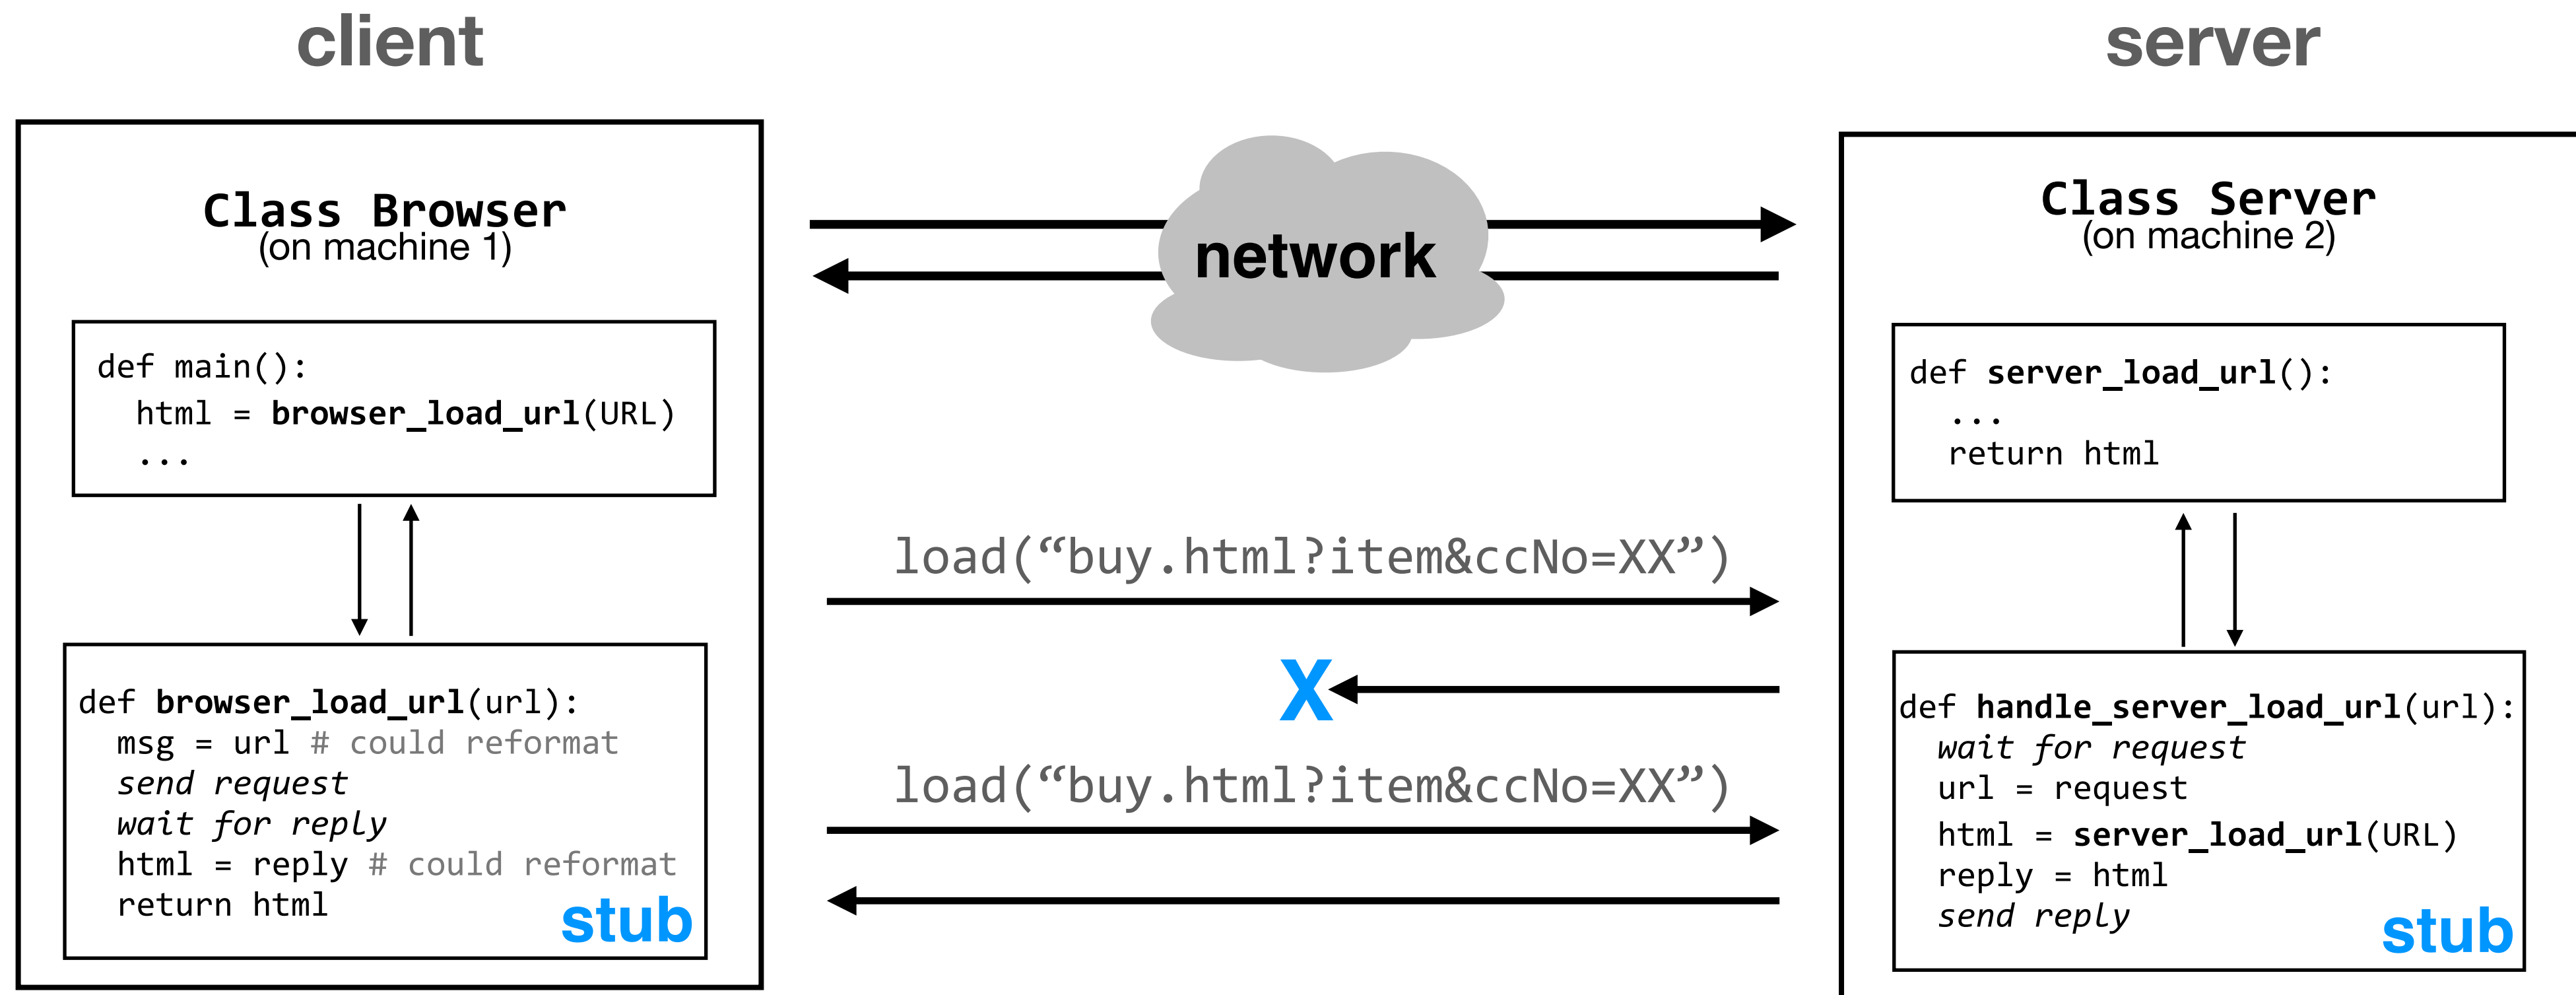 client
server
Class Browser
(on machine 1)
def main():
  html = browser_load_url(URL)
  ...
def browser_load_url(url):
  msg = url # could reformat
  send request
  wait for reply
  html = reply # could reformat
  return html
stub
network
load(“buy.html?item&ccNo=XX”)
X
load(“buy.html?item&ccNo=XX”)
Class Server
(on machine 2)
def server_load_url():
  ...
  return html
def handle_server_load_url(url):
  wait for request
  url = request
  html = server_load_url(URL)
  reply = html
  send reply
stub